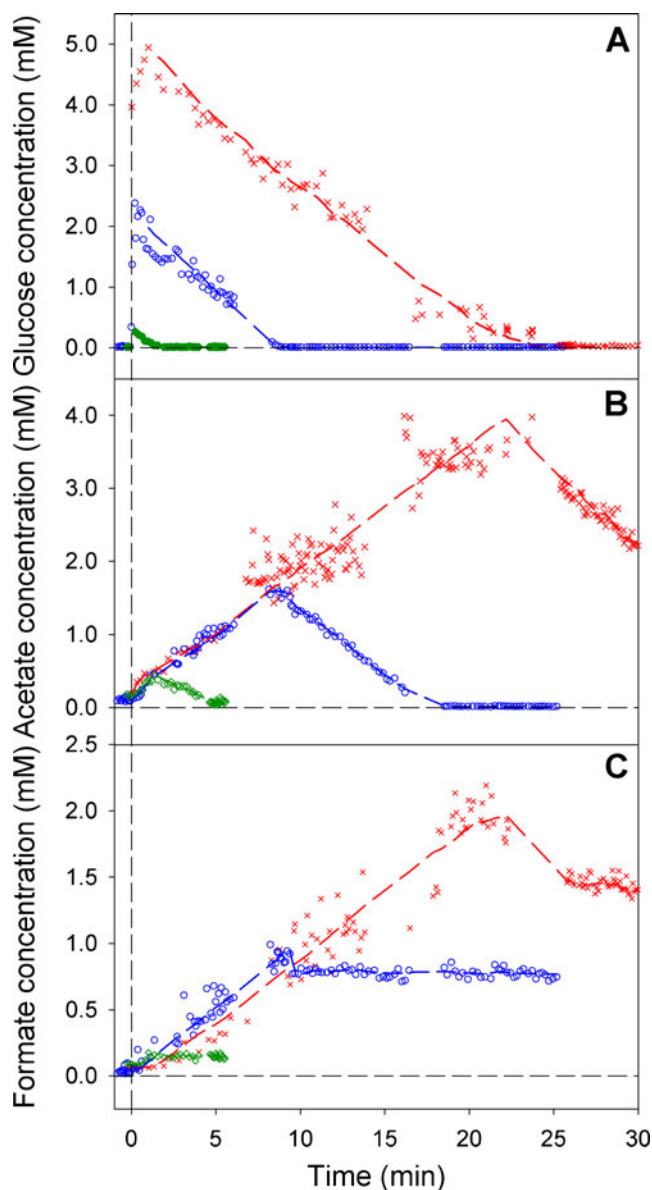 A
Glucose concentration (mM)
5.0
4.0
3.0
2.0
1.0
0.0
B
Acetate concentration (mM)
4.0
3.0
2.0
1.0
0.0
C
Formate concentration (mM)
2.5
2.0
1.5
1.0
0.5
0.0
0 5 10 15 20 25 30
Time (min)